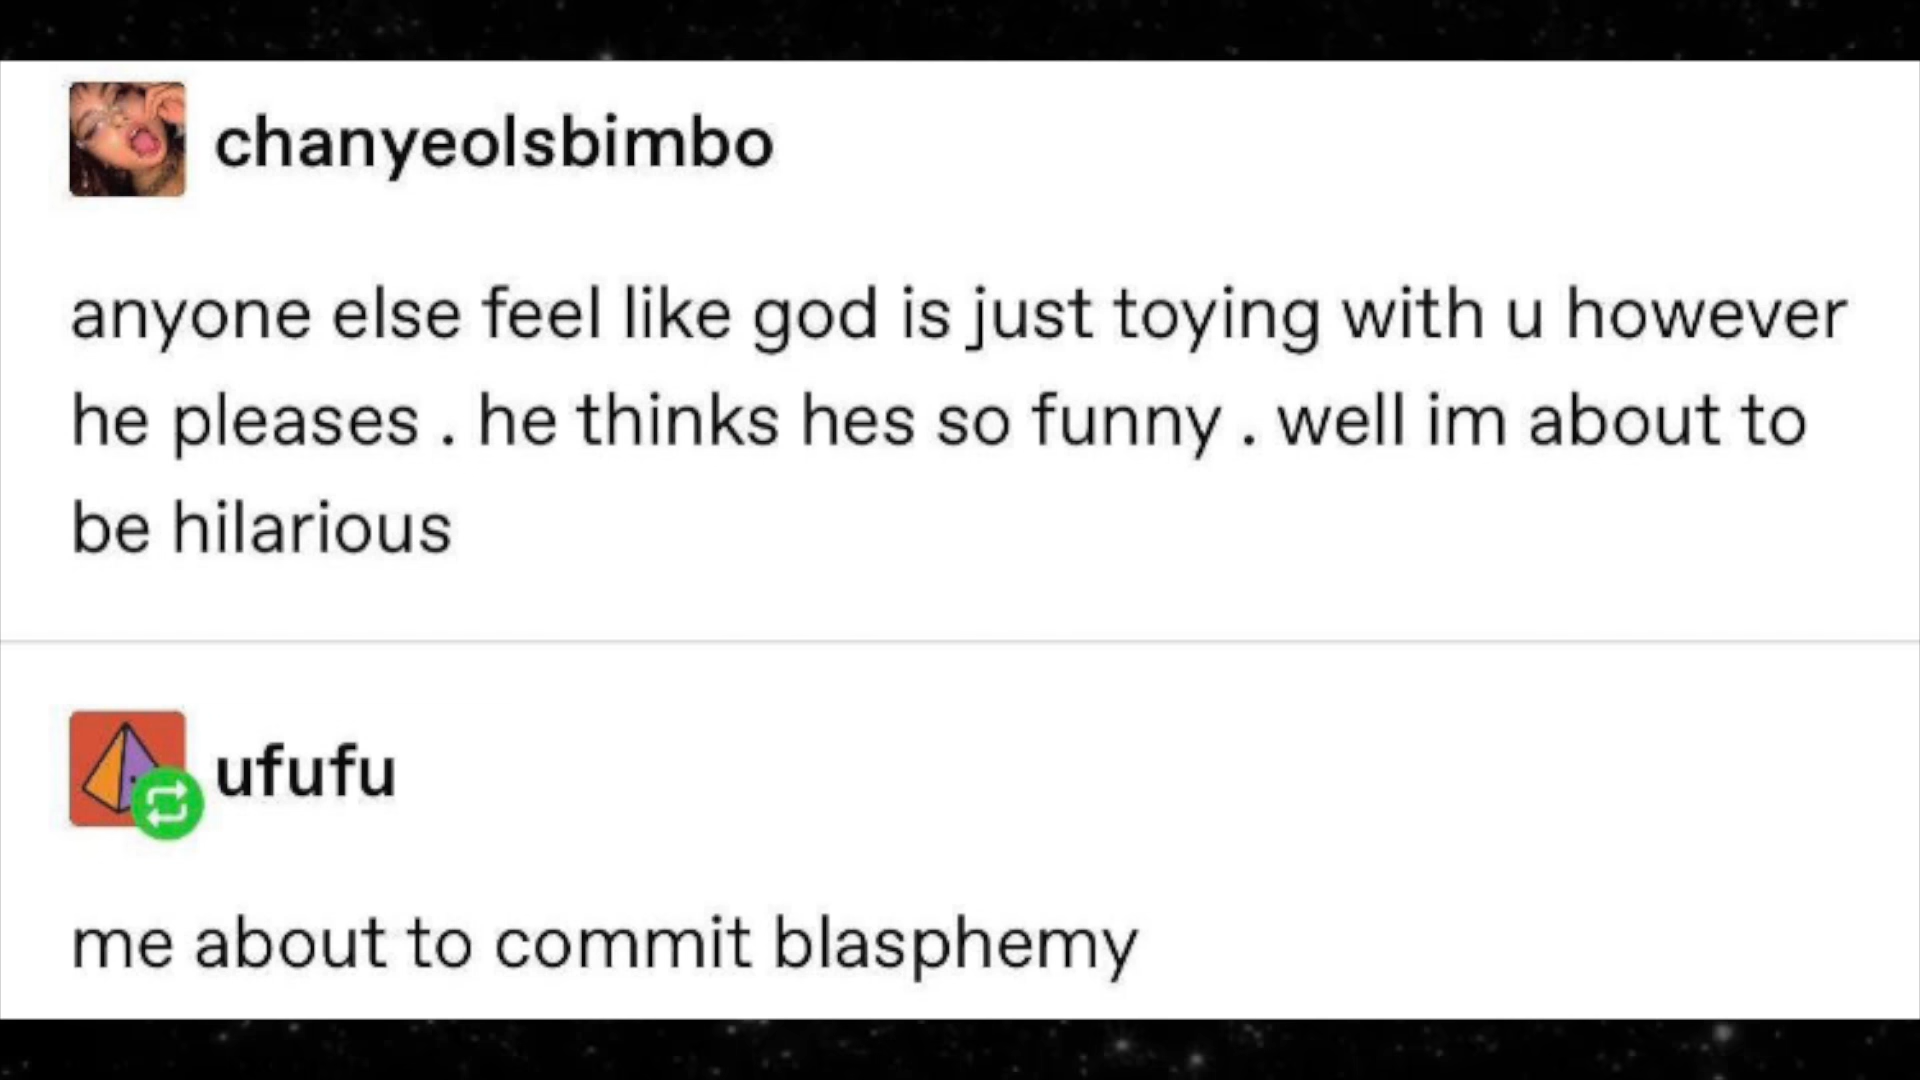 chanyeolsbimbo
anyone else feel like god is just toying with u however
he pleases . he thinks hes so funny . well im about to
be hilarious
ufufu
me about to commit blasphemy